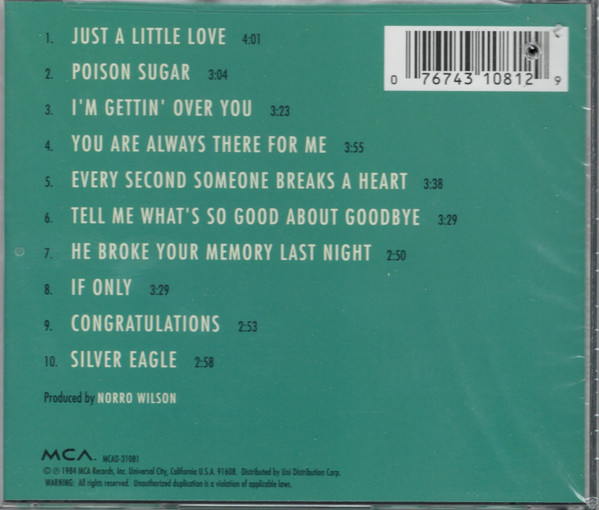 1. JUST A LITTLE LOVE 4:01
2. POISON SUGAR 3:04
3. I'M GETTIN' OVER YOU 3:23
4. YOU ARE ALWAYS THERE FOR ME 3:55
5. EVERY SECOND SOMEONE BREAKS A HEART 3:38
6. TELL ME WHAT'S SO GOOD ABOUT GOODBYE 3:29
7. HE BROKE YOUR MEMORY LAST NIGHT 2:50
8. IF ONLY 3:29
9. CONGRATULATIONS 2:53
10. SILVER EAGLE 2:58
0 76743 10812 9
Produced by NORRO WILSON
MCA. MCAD-31081
© ℗ 1984 MCA Records, Inc. Universal City, California U.S.A. 91608. Distributed by Uni Distribution Corp.
WARNING: All rights reserved. Unauthorized duplication is a violation of applicable laws.